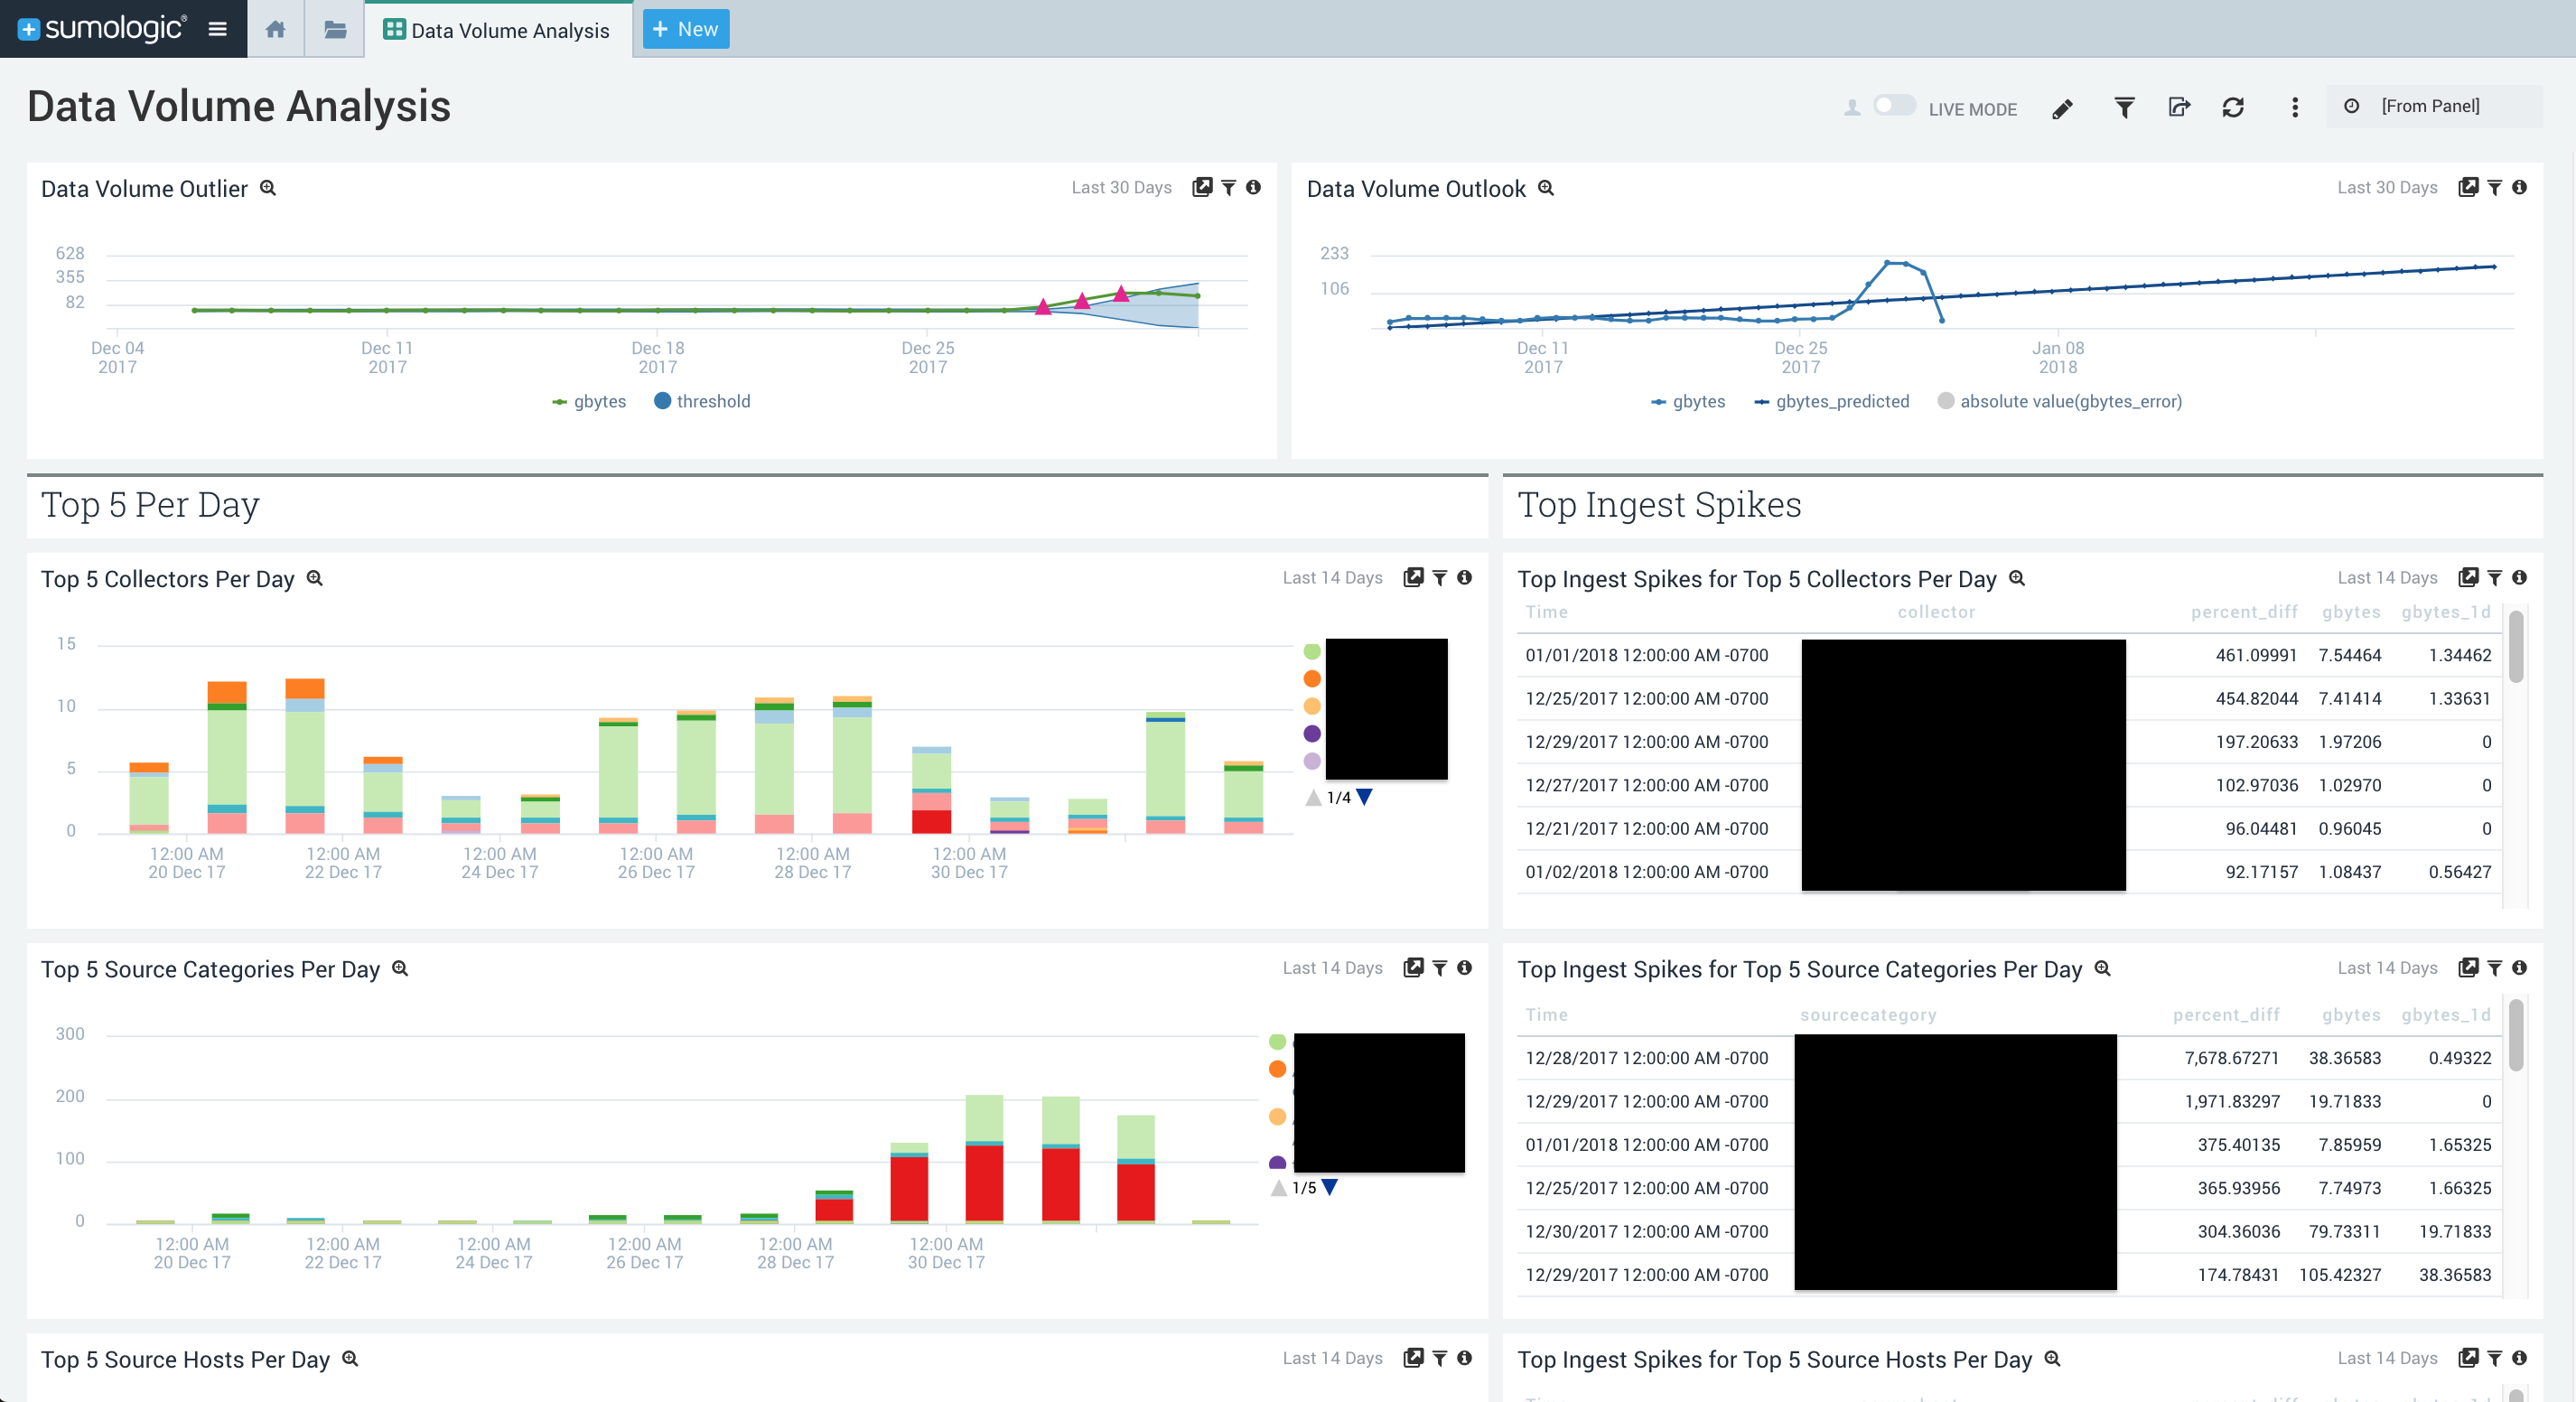 sumologic®
Data Volume Analysis
+ New
Data Volume Analysis
LIVE MODE
[From Panel]
Data Volume Outlier
Last 30 Days
628
355
82
Dec 04 2017
Dec 11 2017
Dec 18 2017
Dec 25 2017
gbytes
threshold
Data Volume Outlook
Last 30 Days
233
106
Dec 11 2017
Dec 25 2017
Jan 08 2018
gbytes
gbytes_predicted
absolute value(gbytes_error)
Top 5 Per Day
Top Ingest Spikes
Top 5 Collectors Per Day
Last 14 Days
15
10
5
0
12:00 AM 20 Dec 17
12:00 AM 22 Dec 17
12:00 AM 24 Dec 17
12:00 AM 26 Dec 17
12:00 AM 28 Dec 17
12:00 AM 30 Dec 17
1/4
Top Ingest Spikes for Top 5 Collectors Per Day
Last 14 Days
Time collector percent_diff gbytes gbytes_1d
01/01/2018 12:00:00 AM -0700 461.09991 7.54464 1.34462
12/25/2017 12:00:00 AM -0700 454.82044 7.41414 1.33631
12/29/2017 12:00:00 AM -0700 197.20633 1.97206 0
12/27/2017 12:00:00 AM -0700 102.97036 1.02970 0
12/21/2017 12:00:00 AM -0700 96.04481 0.96045 0
01/02/2018 12:00:00 AM -0700 92.17157 1.08437 0.56427
Top 5 Source Categories Per Day
Last 14 Days
300
200
100
0
12:00 AM 20 Dec 17
12:00 AM 22 Dec 17
12:00 AM 24 Dec 17
12:00 AM 26 Dec 17
12:00 AM 28 Dec 17
12:00 AM 30 Dec 17
1/5
Top Ingest Spikes for Top 5 Source Categories Per Day
Last 14 Days
Time sourcecategory percent_diff gbytes gbytes_1d
12/28/2017 12:00:00 AM -0700 7,678.67271 38.36583 0.49322
12/29/2017 12:00:00 AM -0700 1,971.83297 19.71833 0
01/01/2018 12:00:00 AM -0700 375.40135 7.85959 1.65325
12/25/2017 12:00:00 AM -0700 365.93956 7.74973 1.66325
12/30/2017 12:00:00 AM -0700 304.36036 79.73311 19.71833
12/29/2017 12:00:00 AM -0700 174.78431 105.42327 38.36583
Top 5 Source Hosts Per Day
Last 14 Days
Top Ingest Spikes for Top 5 Source Hosts Per Day
Last 14 Days